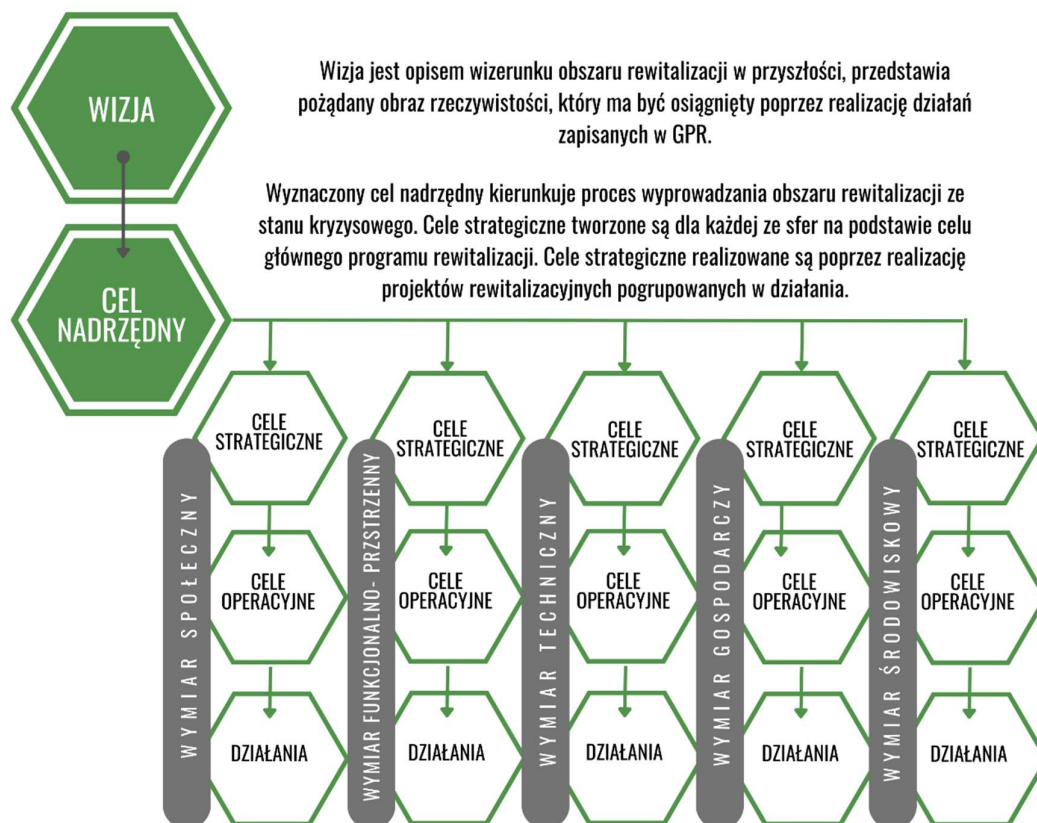 WIZJA
Wizja jest opisem wizerunku obszaru rewitalizacji w przyszłości, przedstawia
pożądany obraz rzeczywistości, który ma być osiągnięty poprzez realizację działań
zapisanych w GPR.
Wyznaczony cel nadrzędny kierunkuje proces wyprowadzania obszaru rewitalizacji ze
stanu kryzysowego. Cele strategiczne tworzone są dla każdej ze sfer na podstawie celu
głównego programu rewitalizacji. Cele strategiczne realizowane są poprzez realizację
projektów rewitalizacyjnych pogrupowanych w działania.
CEL
NADRZĘDNY
WYMIAR SPOŁECZNY
CELE
STRATEGICZNE
CELE
OPERACYJNE
DZIAŁANIA
WYMIAR FUNKCJONALNO- PRZSTRZENNY
CELE
STRATEGICZNE
CELE
OPERACYJNE
DZIAŁANIA
WYMIAR TECHNICZNY
CELE
STRATEGICZNE
CELE
OPERACYJNE
DZIAŁANIA
WYMIAR GOSPODARCZY
CELE
STRATEGICZNE
CELE
OPERACYJNE
DZIAŁANIA
WYMIAR ŚRODOWISKOWY
CELE
STRATEGICZNE
CELE
OPERACYJNE
DZIAŁANIA